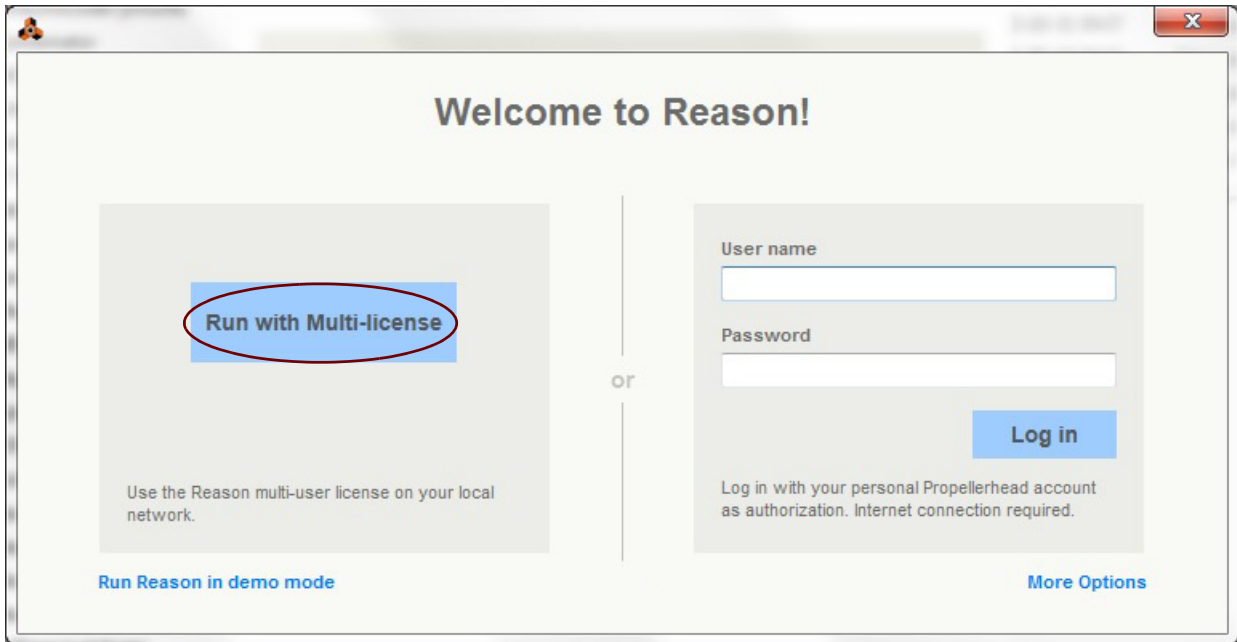 Welcome to Reason!
Run with Multi-license
Use the Reason multi-user license on your local
network.
or
User name
Password
Log in
Log in with your personal Propellerhead account
as authorization. Internet connection required.
Run Reason in demo mode
More Options